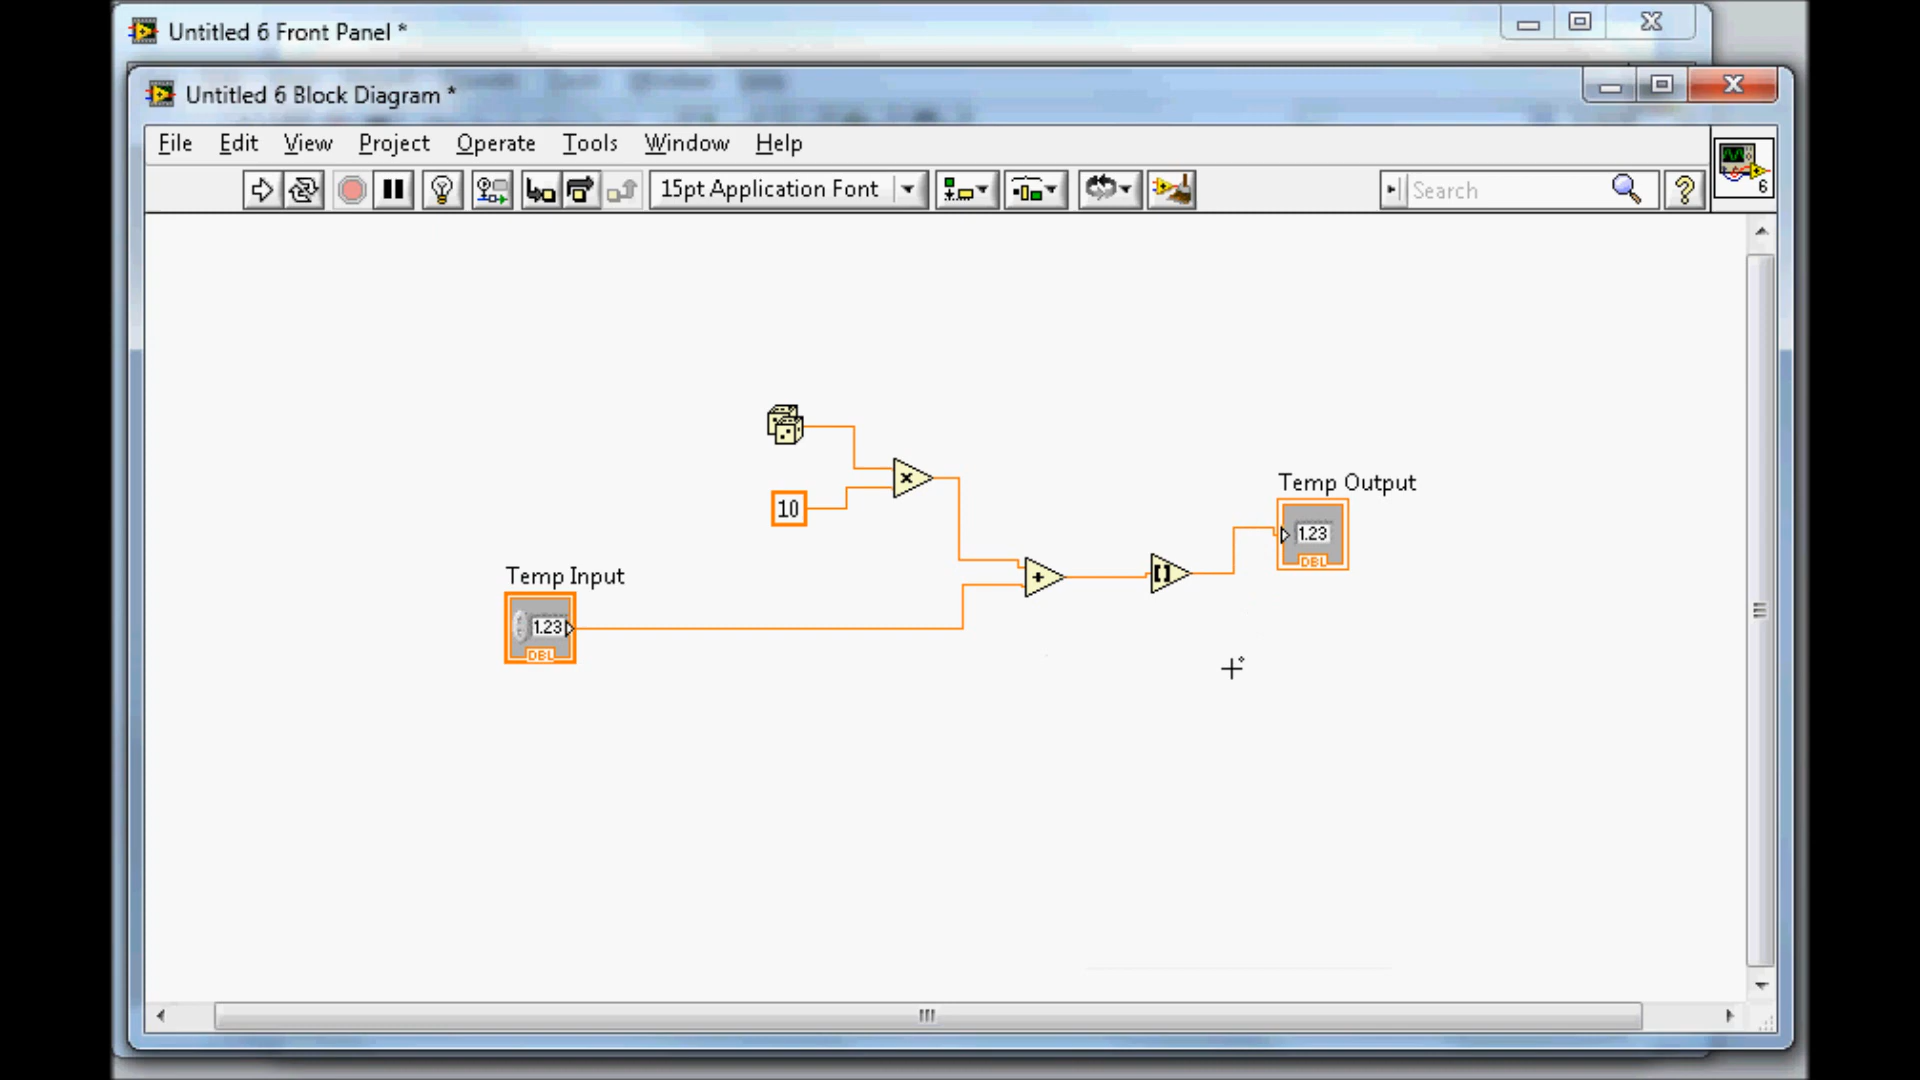 Untitled 6 Front Panel *
Untitled 6 Block Diagram *
File Edit View Project Operate Tools Window Help
15pt Application Font
Search
6
10
Temp Output
1.23
DBL
Temp Input
1.23
DBL